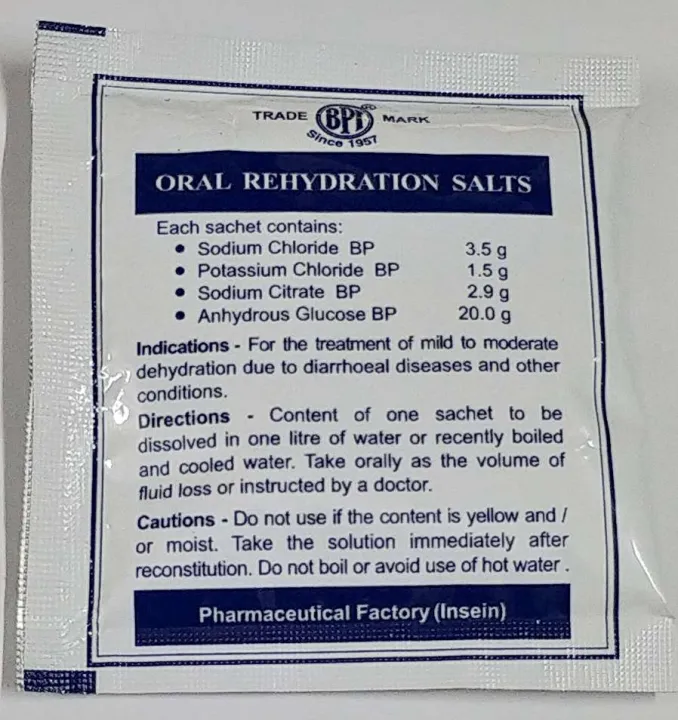 TRADE BPI MARK
Since 1957
ORAL REHYDRATION SALTS
Each sachet contains:
• Sodium Chloride BP 3.5 g
• Potassium Chloride BP 1.5 g
• Sodium Citrate BP 2.9 g
• Anhydrous Glucose BP 20.0 g
Indications - For the treatment of mild to moderate
dehydration due to diarrhoeal diseases and other
conditions.
Directions - Content of one sachet to be
dissolved in one litre of water or recently boiled
and cooled water. Take orally as the volume of
fluid loss or instructed by a doctor.
Cautions - Do not use if the content is yellow and /
or moist. Take the solution immediately after
reconstitution. Do not boil or avoid use of hot water .
Pharmaceutical Factory (Insein)